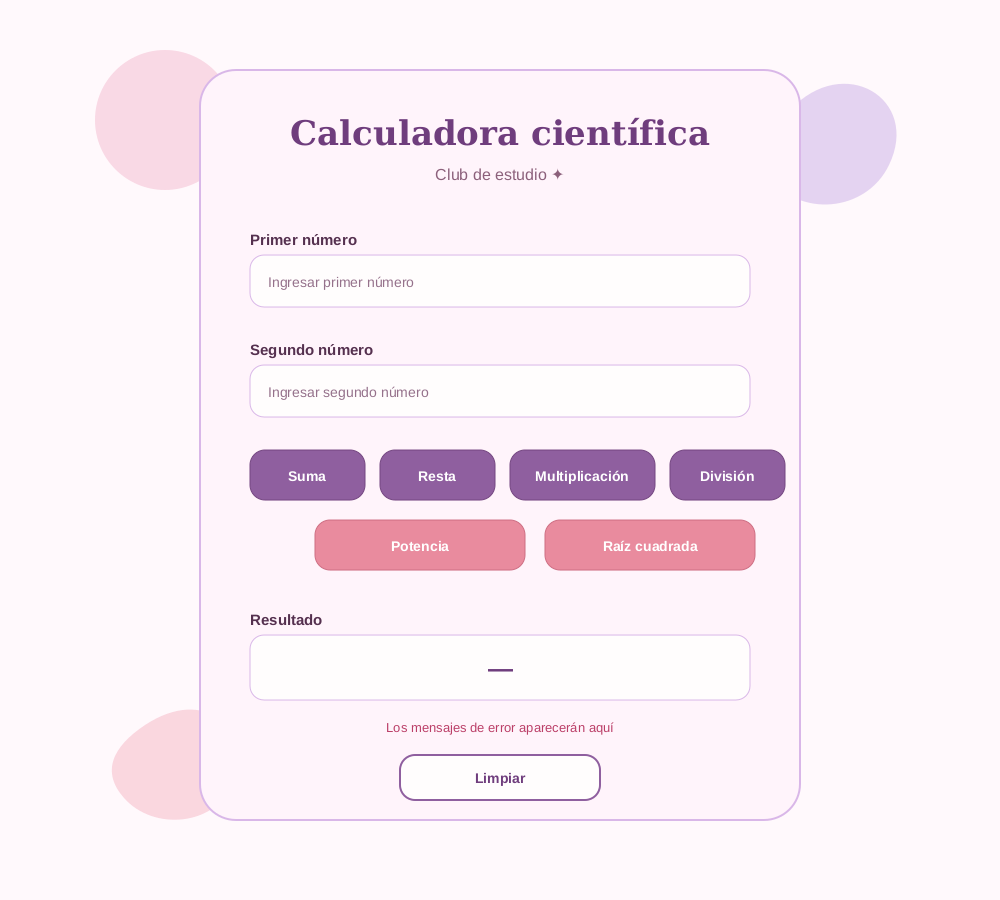 Calculadora científica
Club de estudio ✦
Primer número
Ingresar primer número
Segundo número
Ingresar segundo número
Suma Resta Multiplicación División
Potencia Raíz cuadrada
Resultado
—
Los mensajes de error aparecerán aquí
Limpiar